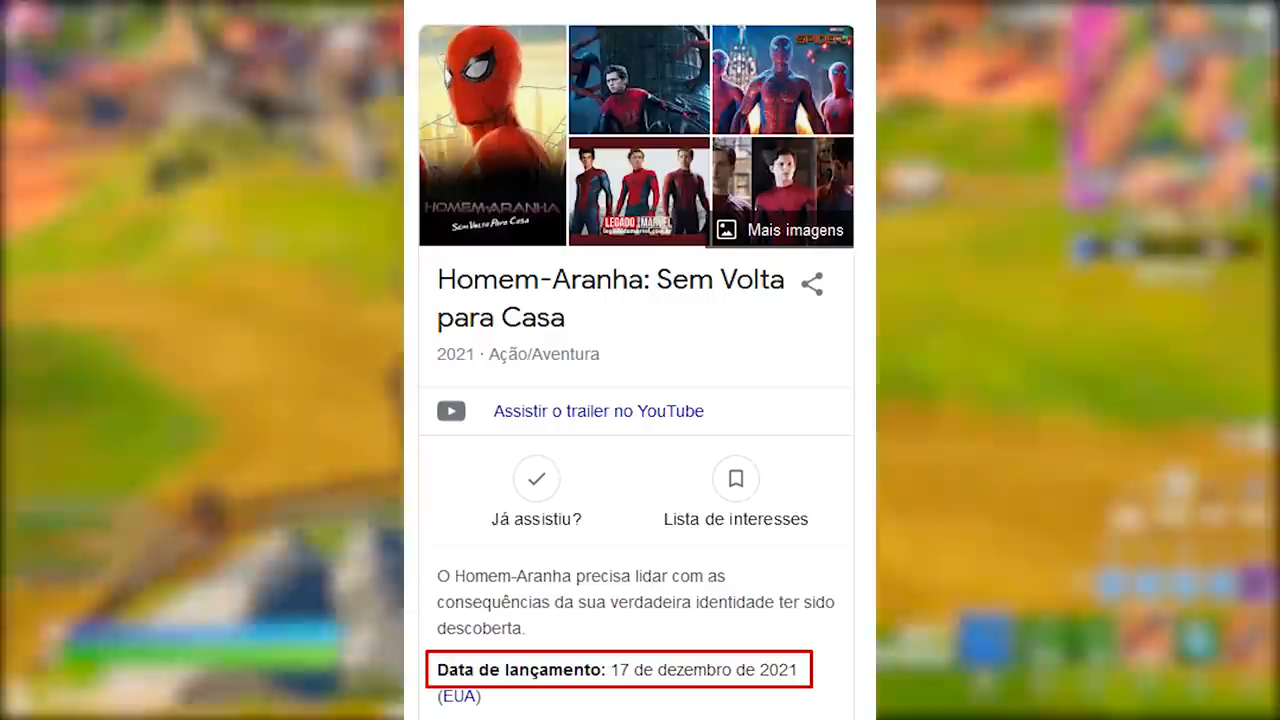 SPIDER
HOMEM-ARANHA
SEM VOLTA PARA CASA
LEGADO DA MARVEL
Mais imagens
Homem-Aranha: Sem Volta
para Casa
2021 · Ação/Aventura
Assistir o trailer no YouTube
Já assistiu?
Lista de interesses
O Homem-Aranha precisa lidar com as
consequências da sua verdadeira identidade ter sido
descoberta.
Data de lançamento: 17 de dezembro de 2021
(EUA)